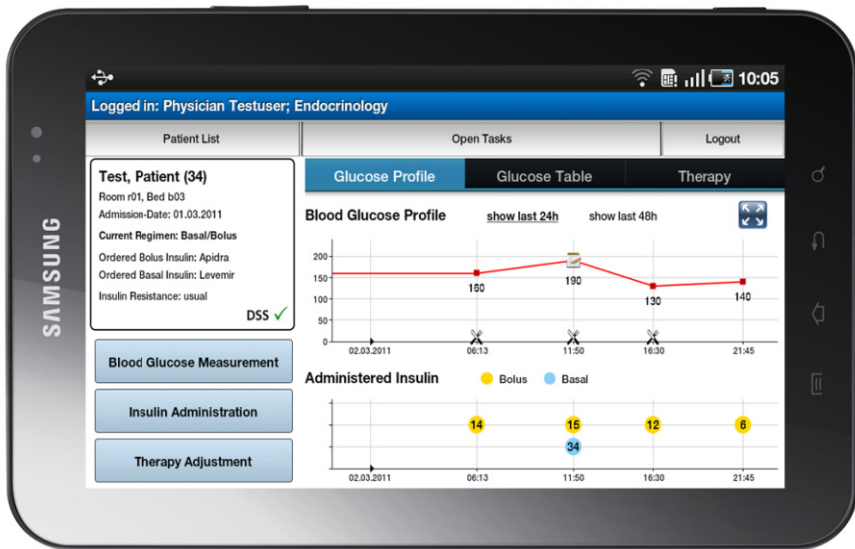 SAMSUNG
10:05
Logged in: Physician Testuser; Endocrinology
Patient List
Open Tasks
Logout
Test, Patient (34)
Room r01, Bed b03
Admission-Date: 01.03.2011
Current Regimen: Basal/Bolus
Ordered Bolus Insulin: Apidra
Ordered Basal Insulin: Levemir
Insulin Resistance: usual
DSS
Blood Glucose Measurement
Insulin Administration
Therapy Adjustment
Glucose Profile
Glucose Table
Therapy
Blood Glucose Profile
show last 24h
show last 48h
200
150
100
50
0
160
190
130
140
02.03.2011
06:13
11:50
16:30
21:45
Administered Insulin
Bolus
Basal
14
15
12
6
34
02.03.2011
06:13
11:50
16:30
21:45